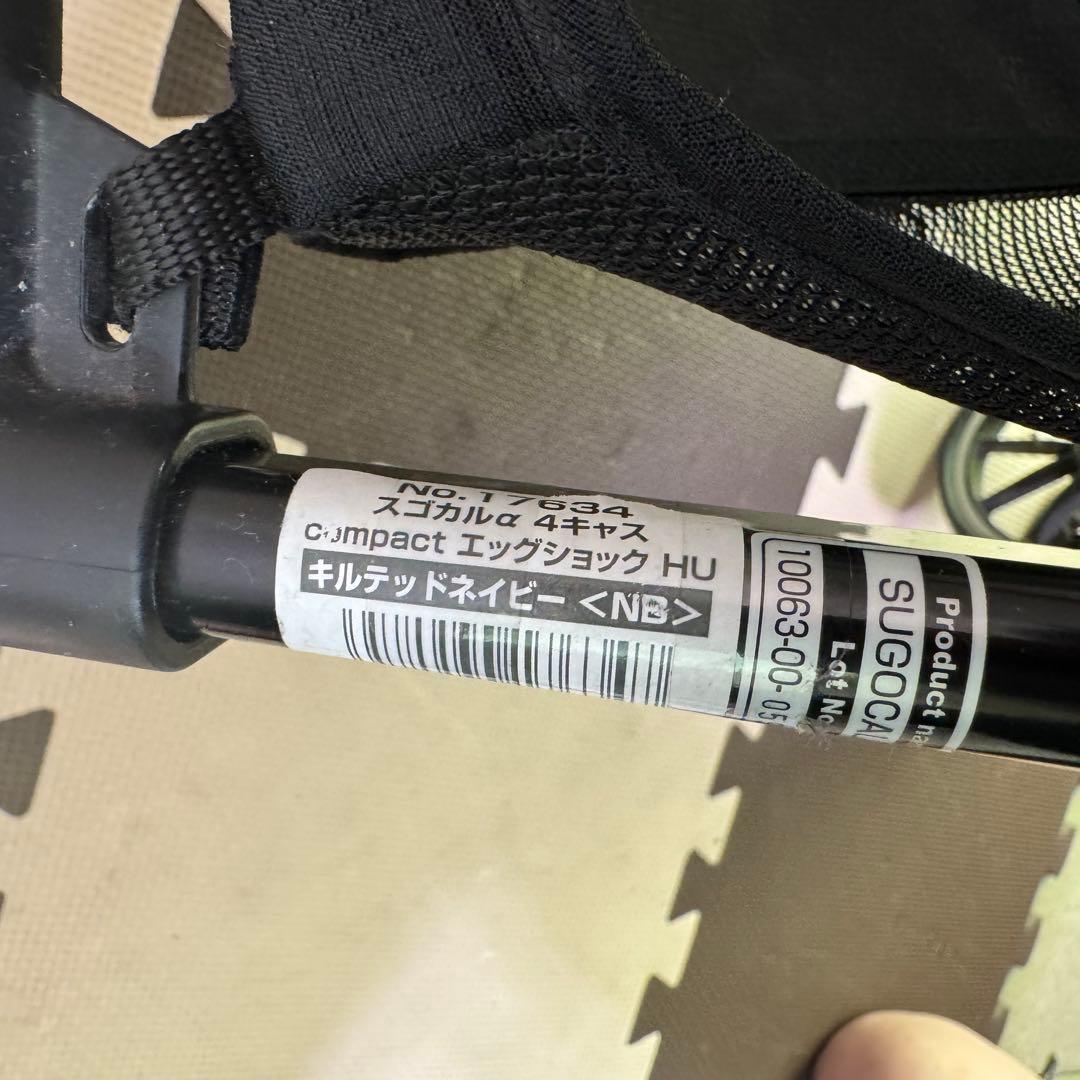 No.17634
スゴカルα 4キャス
compact エッグショック HU
キルテッドネイビー <NB>
Product
SUGOCA
Lot No.
10063-00-05